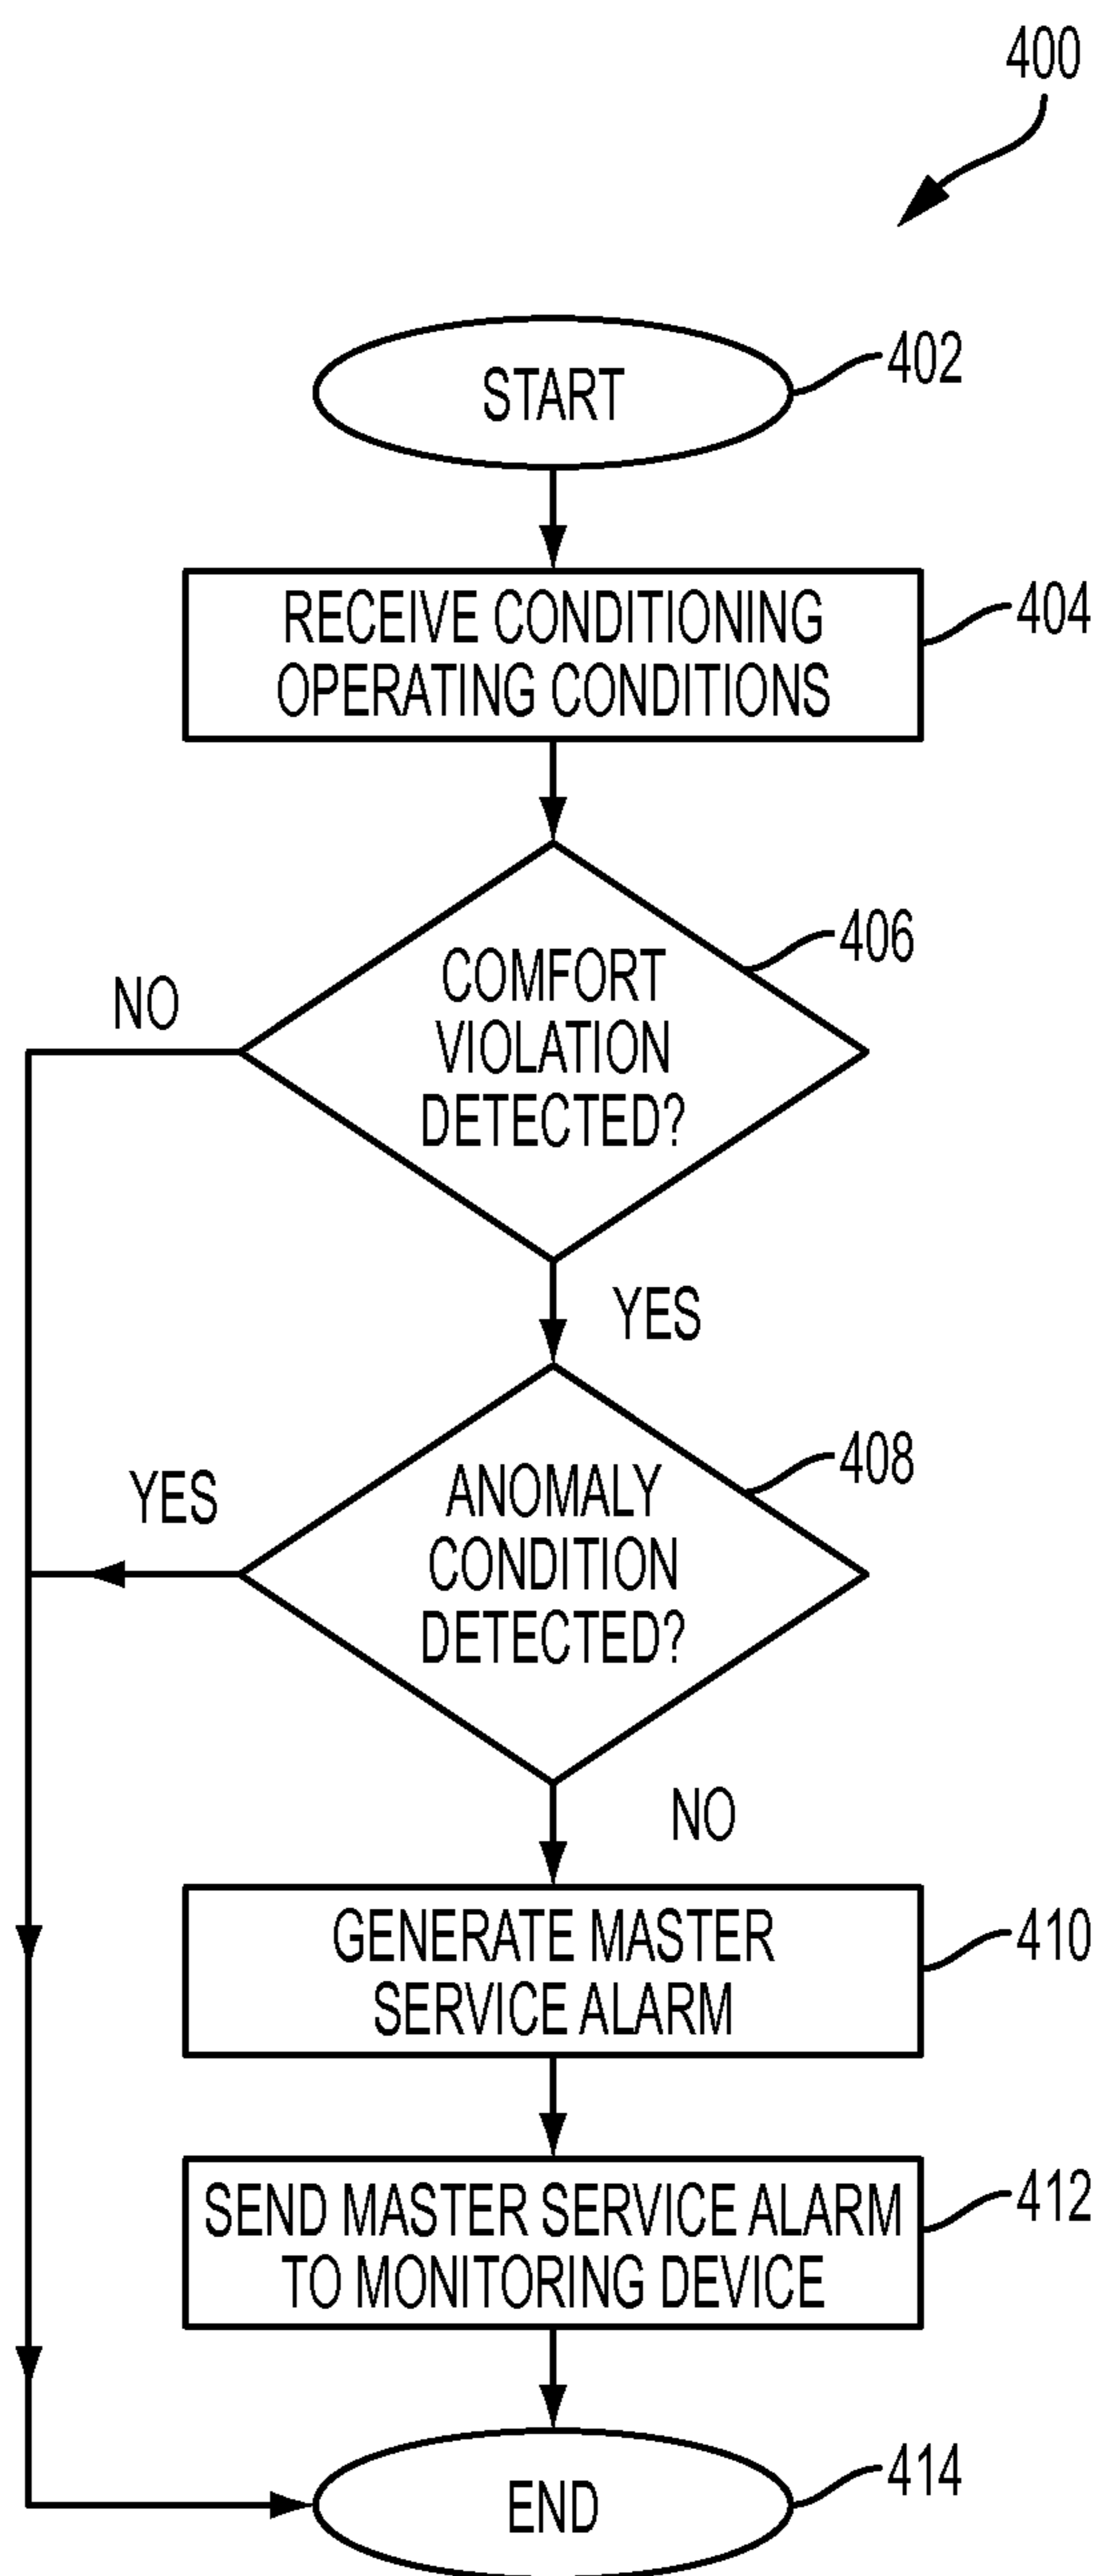 400
START
402
RECEIVE CONDITIONING
OPERATING CONDITIONS
404
406
COMFORT
VIOLATION
DETECTED?
NO
YES
408
ANOMALY
CONDITION
DETECTED?
YES
NO
GENERATE MASTER
SERVICE ALARM
410
SEND MASTER SERVICE ALARM
TO MONITORING DEVICE
412
END
414